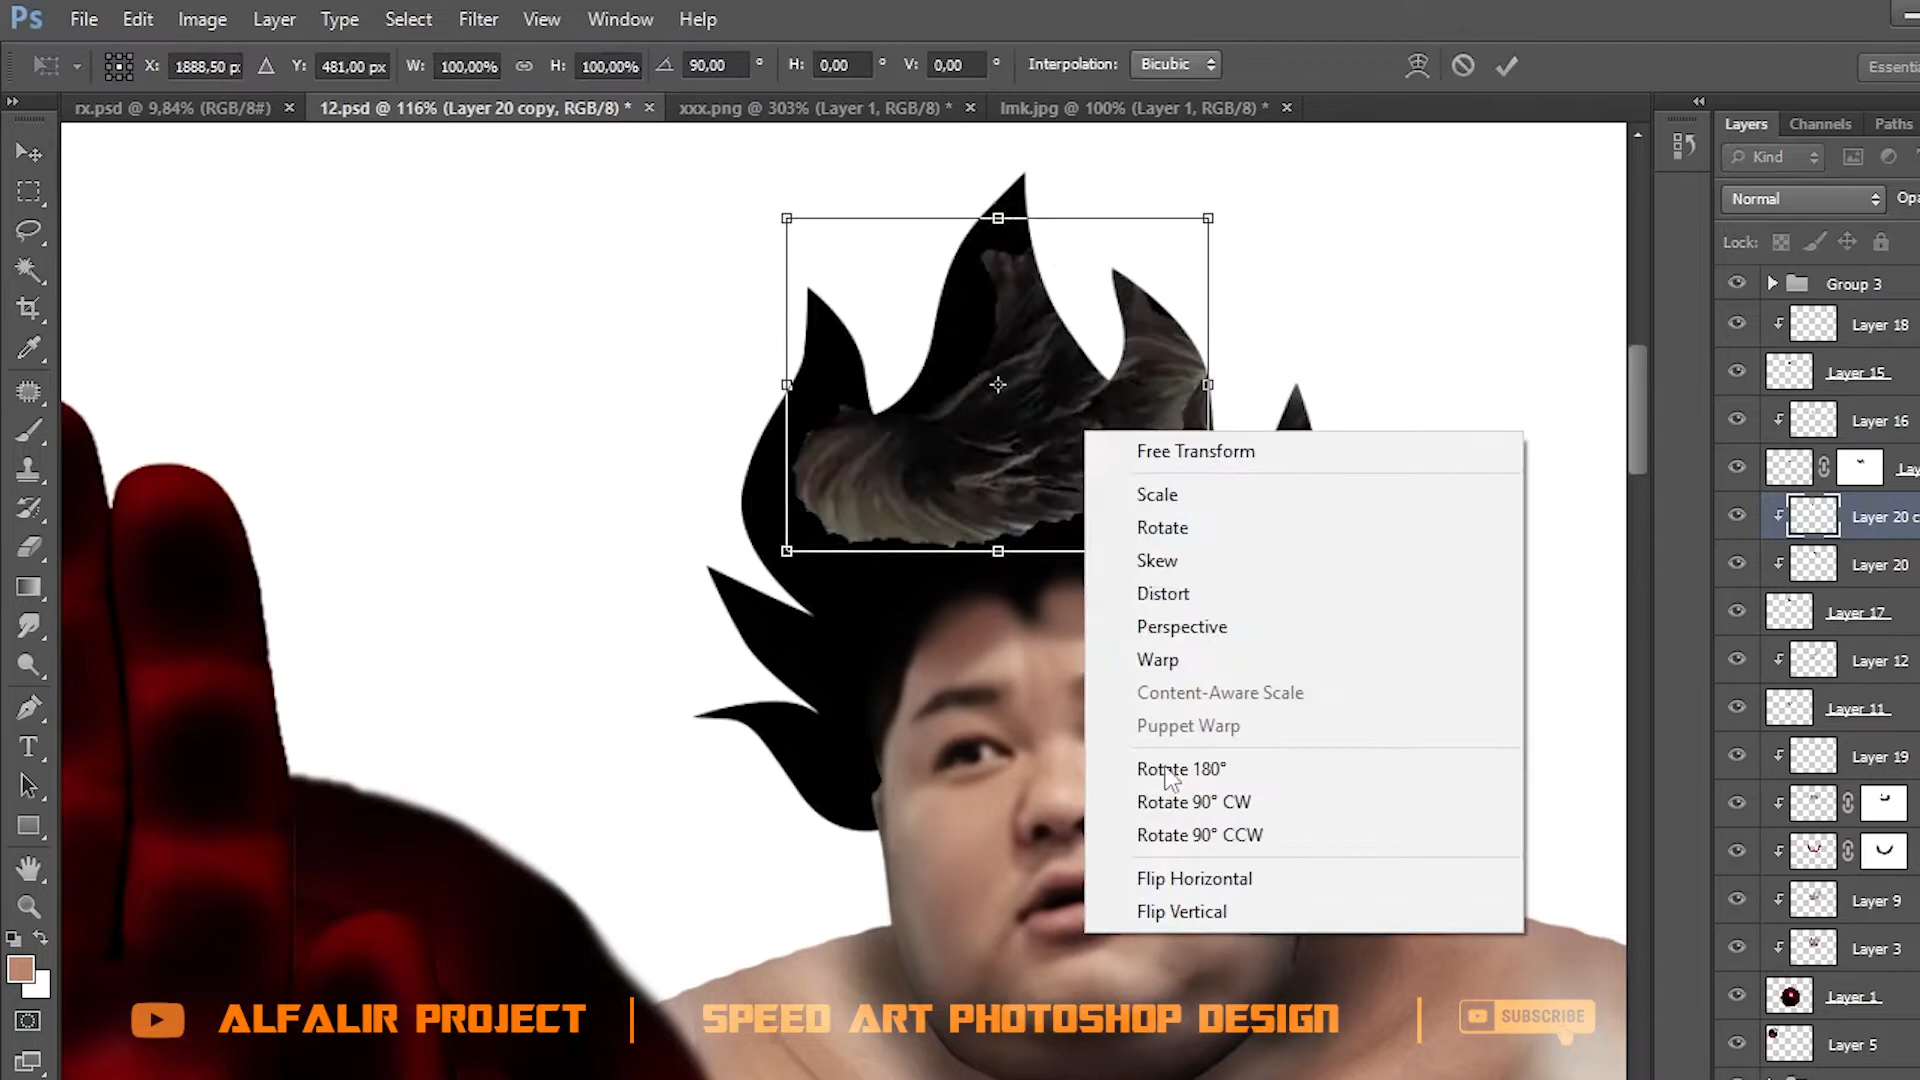 Ps File Edit Image Layer Type Select Filter View Window Help
X: 1888,50 p: Y: 481,00 px W: 100,00% H: 100,00% 90,00 ° H: 0,00 ° V: 0,00 ° Interpolation: Bicubic Essenti
rx.psd @ 9,84% (RGB/8#) × 12.psd @ 116% (Layer 20 copy, RGB/8) * × xxx.png @ 303% (Layer 1, RGB/8) * × lmk.jpg @ 100% (Layer 1, RGB/8) * ×
Layers Channels Paths
Kind
Normal Opa
Lock:
Group 3
Layer 18
Layer 15
Layer 16
Lay
Layer 20 c
Layer 20
Layer 17
Layer 12
Layer 11
Layer 19
Layer 9
Layer 3
Layer 1
Layer 5
Free Transform
Scale
Rotate
Skew
Distort
Perspective
Warp
Content-Aware Scale
Puppet Warp
Rotate 180°
Rotate 90° CW
Rotate 90° CCW
Flip Horizontal
Flip Vertical
ALFALIR PROJECT | SPEED ART PHOTOSHOP DESIGN | SUBSCRIBE